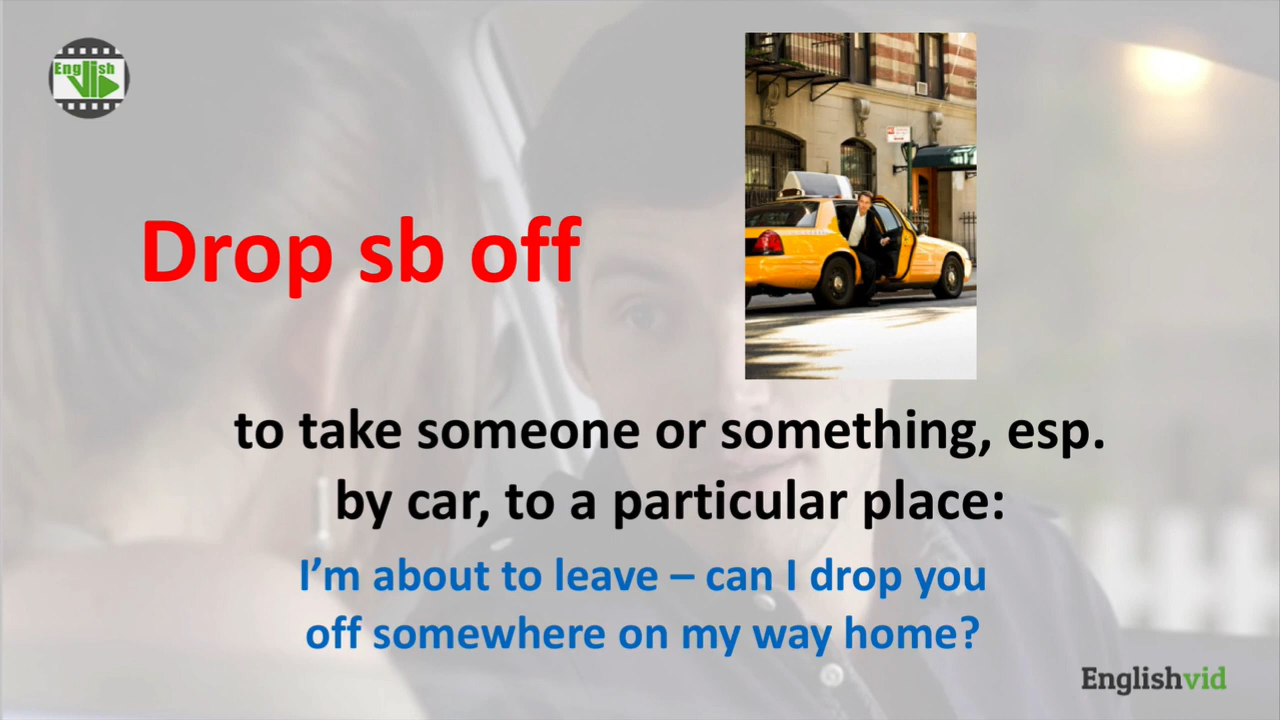 English
Vid
Drop sb off
to take someone or something, esp.
by car, to a particular place:
I’m about to leave – can I drop you
off somewhere on my way home?
Englishvid